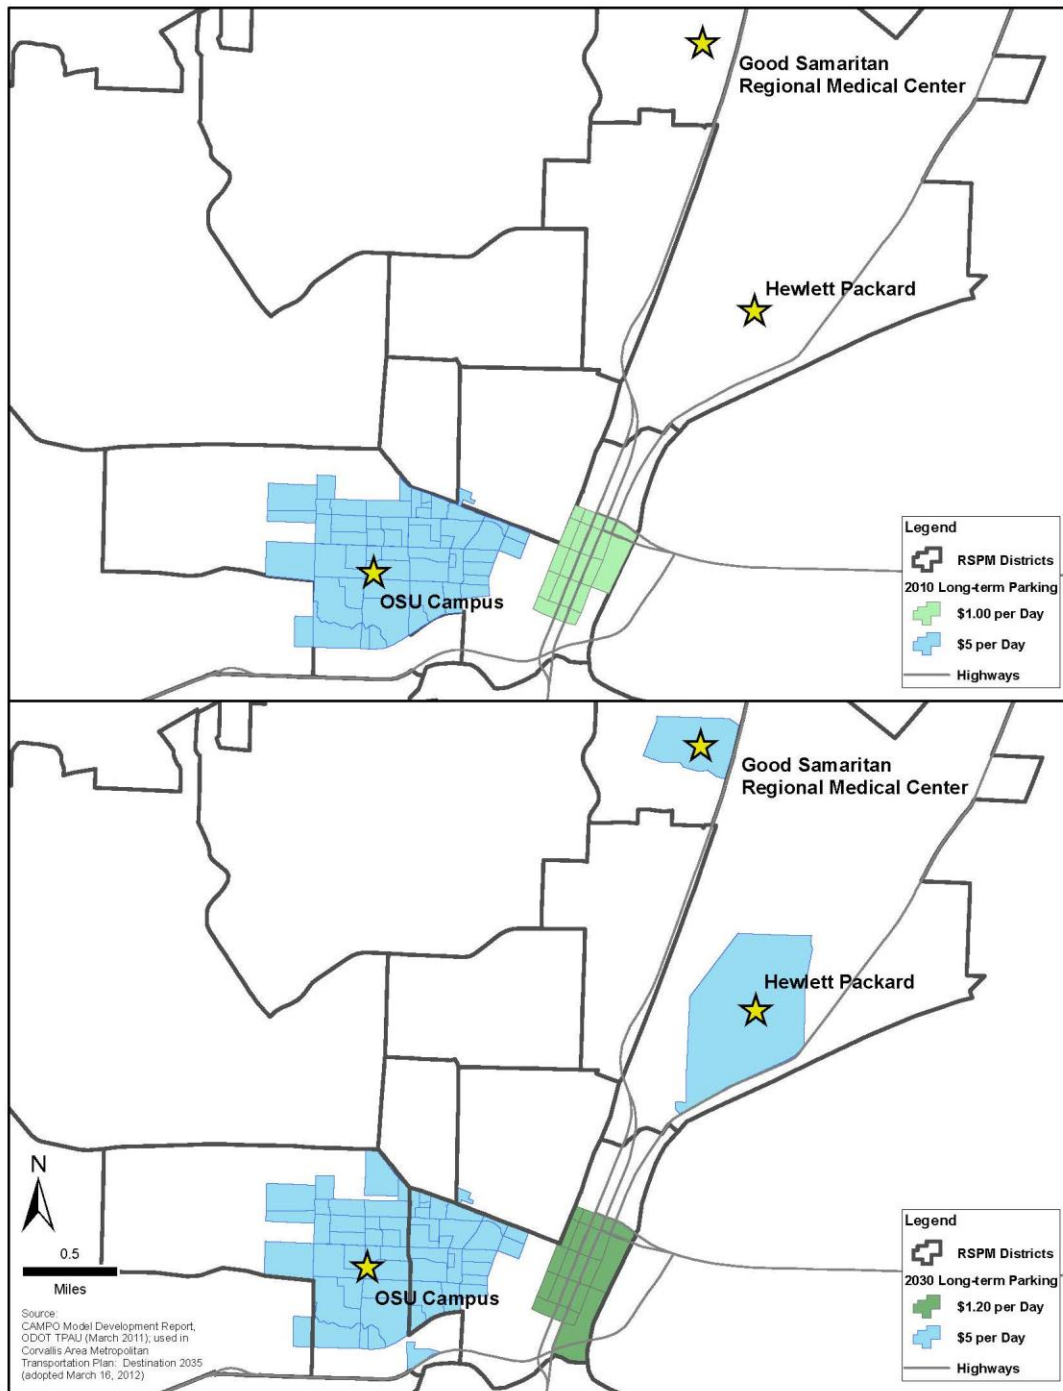 Good Samaritan
Regional Medical Center
Hewlett Packard
OSU Campus
Legend
RSPM Districts
2010 Long-term Parking
$1.00 per Day
$5 per Day
Highways
Good Samaritan
Regional Medical Center
Hewlett Packard
OSU Campus
N
0.5
Miles
Source:
CAMPO Model Development Report,
ODOT TPAU (March 2011); used in
Corvallis Area Metropolitan
Transportation Plan: Destination 2035
(adopted March 16, 2012)
Legend
RSPM Districts
2030 Long-term Parking
$1.20 per Day
$5 per Day
Highways